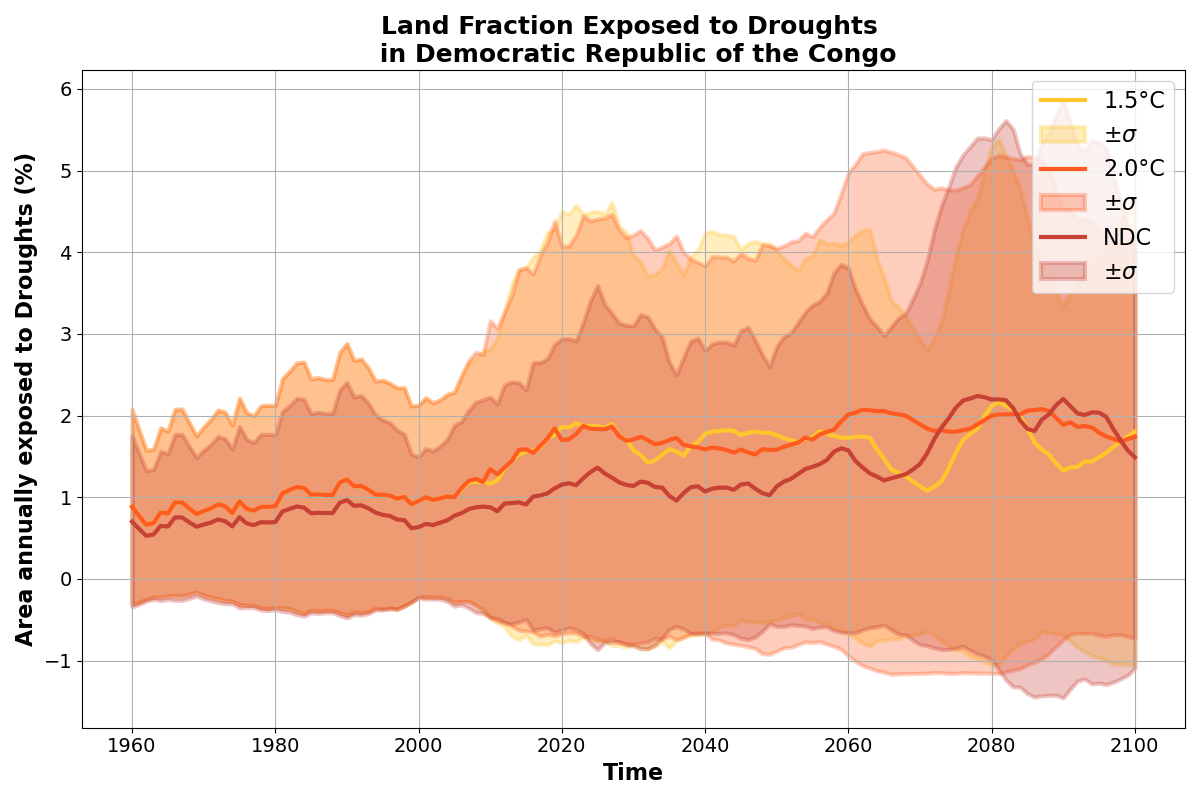 Land Fraction Exposed to Droughts
in Democratic Republic of the Congo
Area annually exposed to Droughts (%)
6
5
4
3
2
1
0
−1
1960 1980 2000 2020 2040 2060 2080 2100
Time
1.5°C
±σ
2.0°C
±σ
NDC
±σ